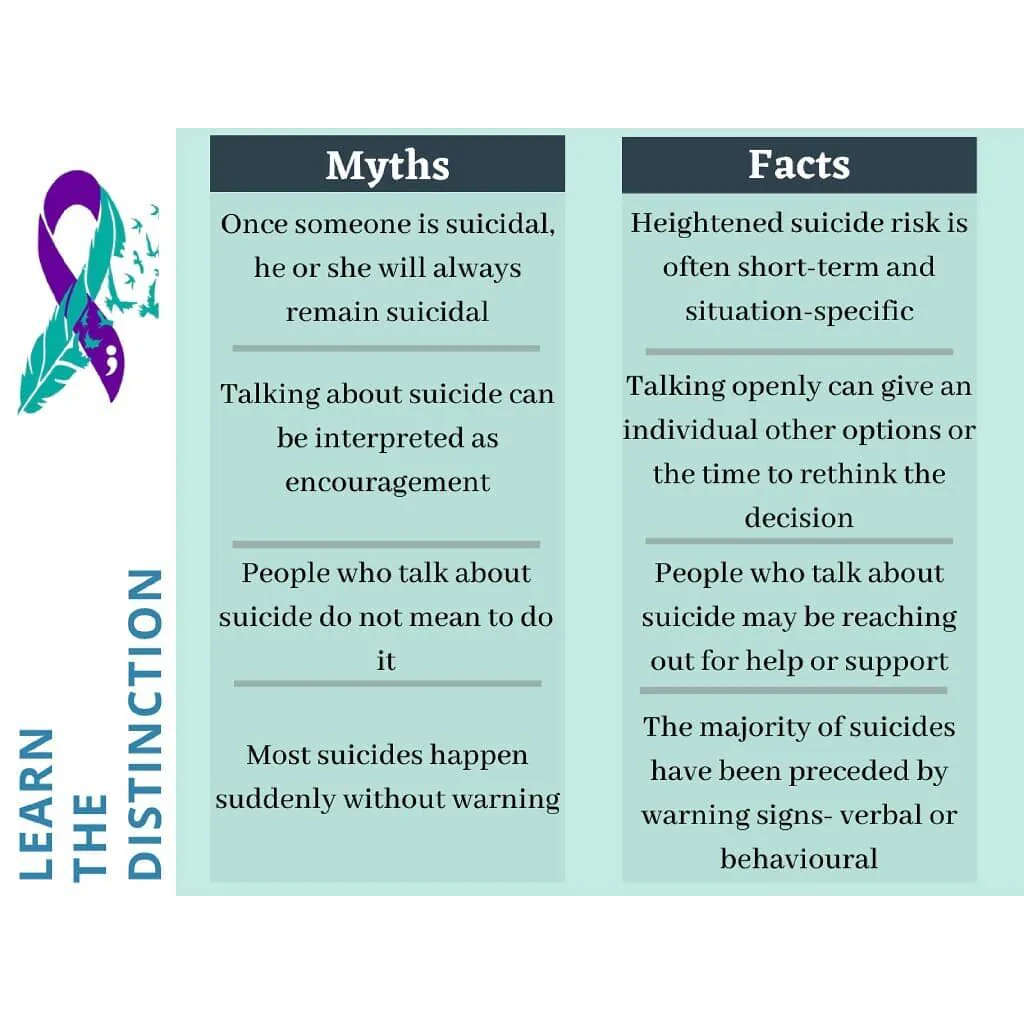 LEARN
THE
DISTINCTION
Myths
Once someone is suicidal,
he or she will always
remain suicidal
Talking about suicide can
be interpreted as
encouragement
People who talk about
suicide do not mean to do
it
Most suicides happen
suddenly without warning
Facts
Heightened suicide risk is
often short-term and
situation-specific
Talking openly can give an
individual other options or
the time to rethink the
decision
People who talk about
suicide may be reaching
out for help or support
The majority of suicides
have been preceded by
warning signs- verbal or
behavioural